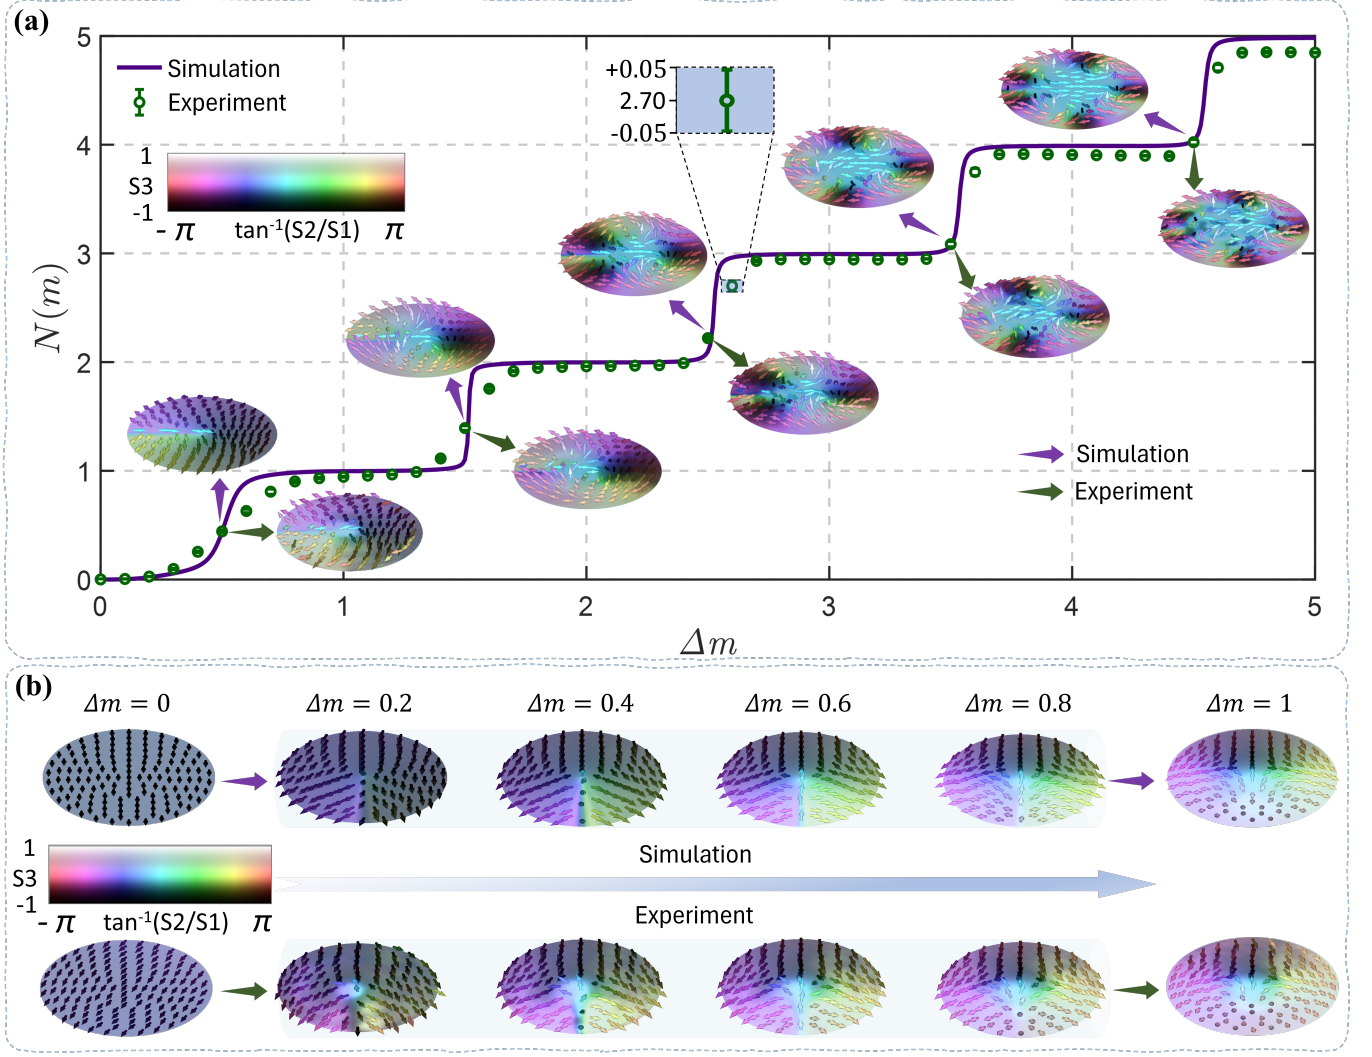 (a)
5
4
3
2
1
0
N(m)
Simulation
Experiment
1
S3
-1
-π
tan⁻¹(S2/S1)
π
+0.05
2.70
-0.05
Simulation
Experiment
0
1
2
3
4
5
Δm
(b)
Δm = 0
Δm = 0.2
Δm = 0.4
Δm = 0.6
Δm = 0.8
Δm = 1
1
S3
-1
-π
tan⁻¹(S2/S1)
π
Simulation
Experiment